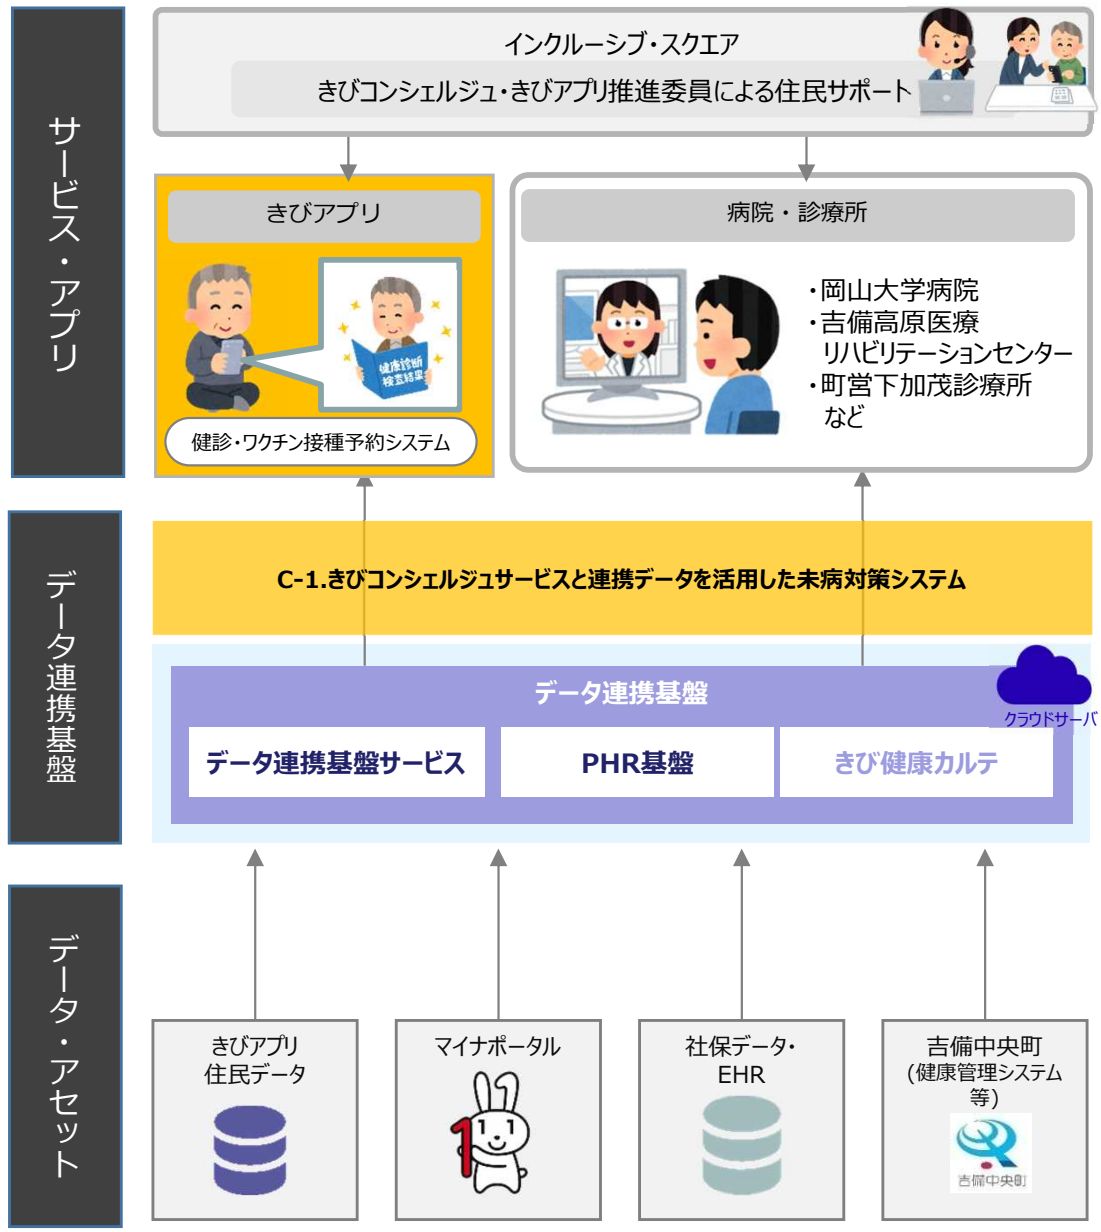 サービス・アプリ
インクルーシブ・スクエア
きびコンシェルジュ・きびアプリ推進委員による住民サポート
きびアプリ
健康診断
検査結果
健診・ワクチン接種予約システム
病院・診療所
・岡山大学病院
・吉備高原医療
リハビリテーションセンター
・町営下加茂診療所
など
データ連携基盤
C-1.きびコンシェルジュサービスと連携データを活用した未病対策システム
データ連携基盤
クラウドサーバ
データ連携基盤サービス
PHR基盤
きび健康カルテ
データ・アセット
きびアプリ
住民データ
マイナポータル
1
社保データ・
EHR
吉備中央町
(健康管理システム
等)
吉備中央町